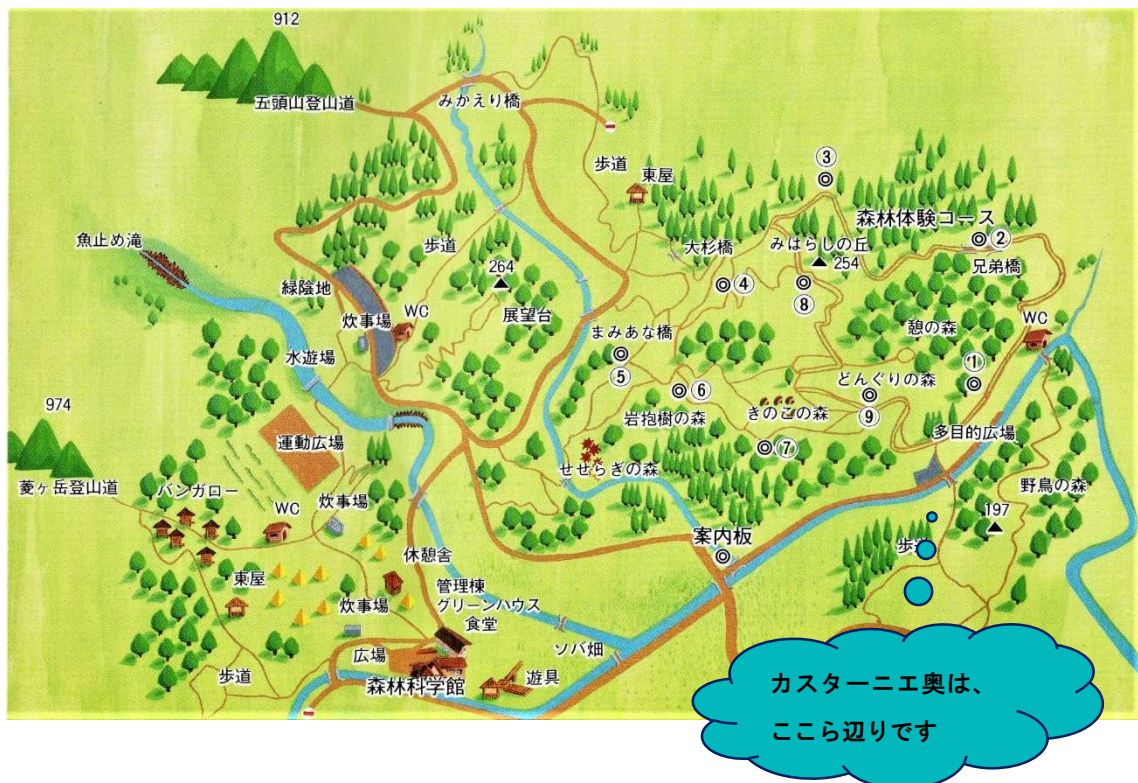 912
五頭山登山道
みかえり橋
歩道
東屋
③
森林体験コース
②
大杉橋
みはらしの丘
254
兄弟橋
魚止め滝
歩道
264
緑陰地
WC
展望台
④
⑧
炊事場
まみあな橋
憩の森
WC
水遊場
⑤
⑥
どんぐりの森
①
974
岩抱樹の森
きのこの森
⑨
運動広場
⑦
多目的広場
菱ヶ岳登山道
バンガロー
せせらぎの森
野鳥の森
WC
炊事場
197
案内板
歩道
休憩舎
東屋
炊事場
管理棟
グリーンハウス
食堂
ソバ畑
広場
歩道
森林科学館
遊具
カスターニエ奥は、
ここら辺りです